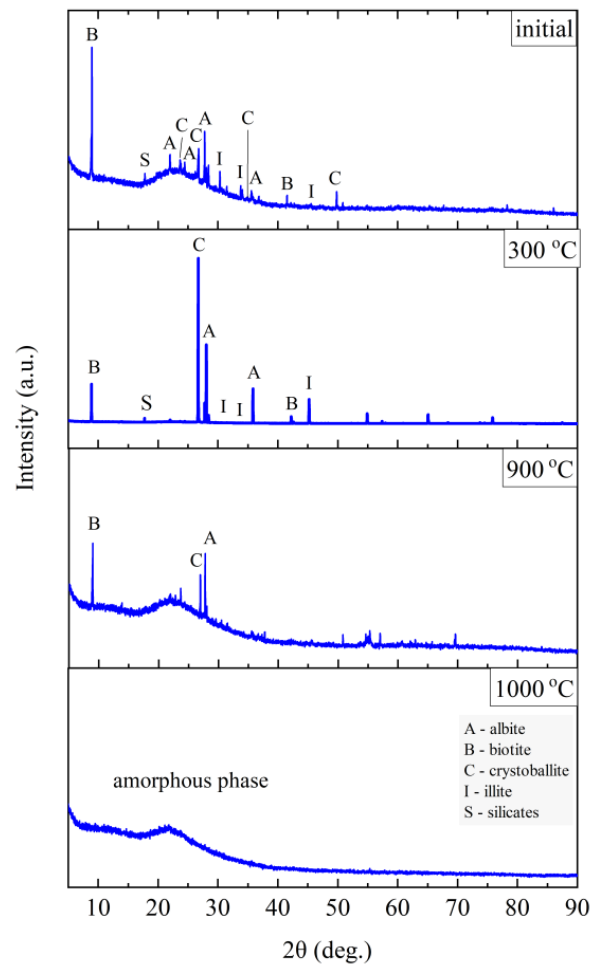 initial
B
C
C
A
C
S
A
A
I
I
A
B
I
C
300 °C
C
A
B
S
I
I
A
B
I
Intensity (a.u.)
900 °C
B
A
C
1000 °C
A - albite
B - biotite
C - crystoballite
I - illite
S - silicates
amorphous phase
10 20 30 40 50 60 70 80 90
2θ (deg.)